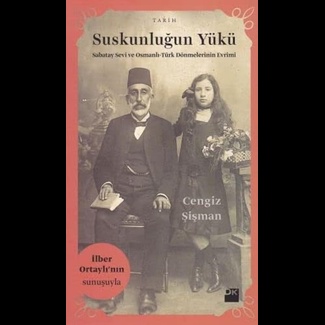 TARİH
Suskunluğun Yükü
Sabatay Sevi ve Osmanlı-Türk Dönmelerinin Evrimi
Cengiz
Şişman
İlber
Ortaylı'nın
sunuşuyla
DK